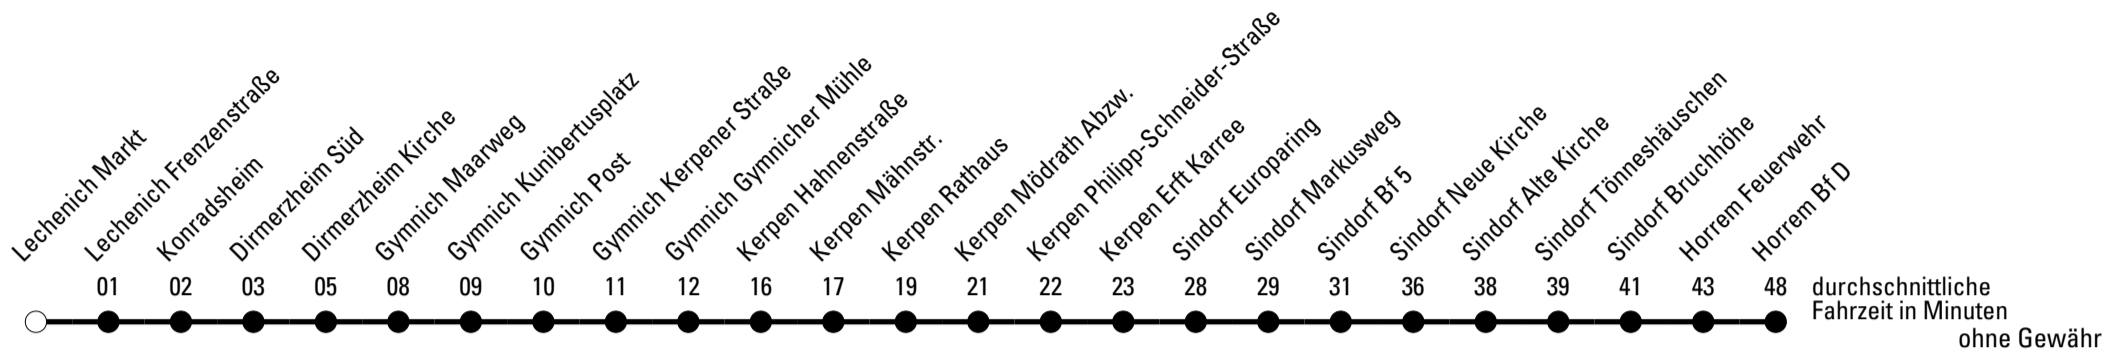 Lechenich Markt
Lechenich Frenzenstraße
Konradsheim
Dirmerzheim Süd
Dirmerzheim Kirche
Gymnich Maarweg
Gymnich Kunibertusplatz
Gymnich Post
Gymnich Kerpener Straße
Gymnich Gymnicher Mühle
Kerpen Hahnenstraße
Kerpen Mähnstr.
Kerpen Rathaus
Kerpen Mödrath Abzw.
Kerpen Philipp-Schneider-Straße
Kerpen Erft Karree
Sindorf Europaring
Sindorf Markusweg
Sindorf Bf 5
Sindorf Neue Kirche
Sindorf Alte Kirche
Sindorf Tönneshäuschen
Sindorf Bruchhöhe
Horrem Feuerwehr
Horrem Bf D
01 02 03 05 08 09 10 11 12 16 17 19 21 22 23 28 29 31 36 38 39 41 43 48 durchschnittliche
Fahrzeit in Minuten
ohne Gewähr